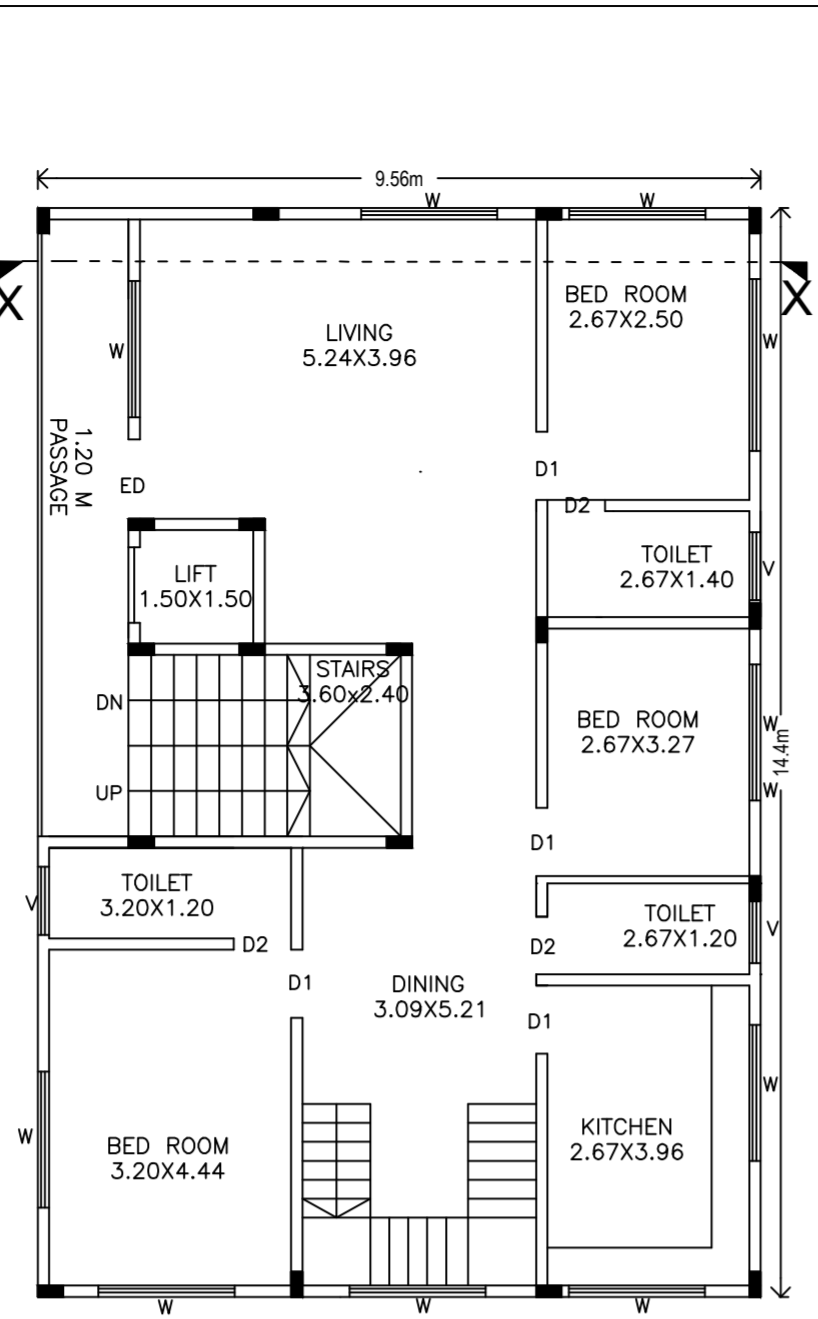 9.56m
W
W
X
X
BED ROOM
2.67X2.50
LIVING
5.24X3.96
W
W
1.20 M
PASSAGE
ED
D1
D2
TOILET
2.67X1.40
V
LIFT
1.50X1.50
STAIRS
3.60x2.40
DN
UP
BED ROOM
2.67X3.27
W
14.4m
W
D1
TOILET
3.20X1.20
V
D2
TOILET
2.67X1.20
V
D2
D1
DINING
3.09X5.21
D1
W
KITCHEN
2.67X3.96
W
BED ROOM
3.20X4.44
W
W
W